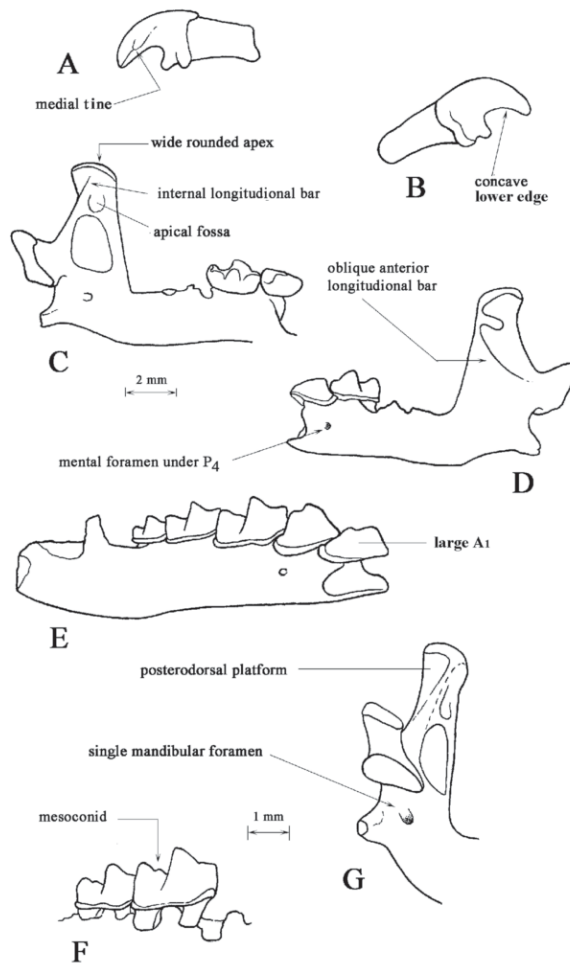 A
medial tine
wide rounded apex
B
internal longitudional bar
concave
lower edge
apical fossa
oblique anterior
longitudional bar
C
2 mm
mental foramen under P4
D
large A1
E
posterodorsal platform
single mandibular foramen
mesoconid
1 mm
G
F